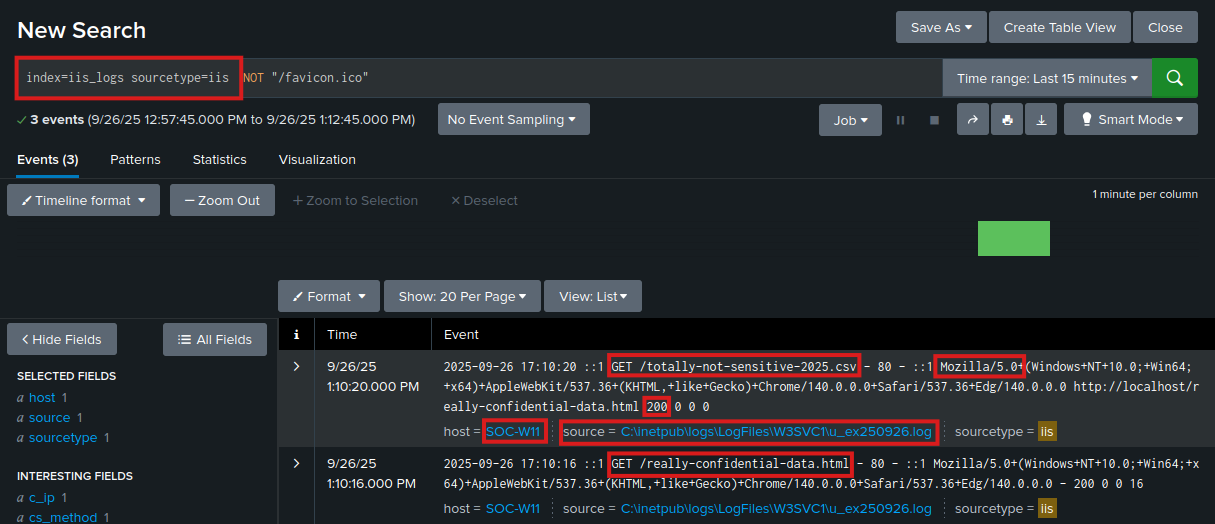 New Search
Save As
Create Table View
Close
index=iis_logs sourcetype=iis NOT "/favicon.ico"
Time range: Last 15 minutes
3 events (9/26/25 12:57:45.000 PM to 9/26/25 1:12:45.000 PM)
No Event Sampling
Job
Smart Mode
Events (3)
Patterns
Statistics
Visualization
Timeline format
Zoom Out
+ Zoom to Selection
× Deselect
1 minute per column
Format
Show: 20 Per Page
View: List
Hide Fields
All Fields
i
Time
Event
SELECTED FIELDS
a host 1
a source 1
a sourcetype 1
INTERESTING FIELDS
a c_ip 1
a cs_method 1
9/26/25
1:10:20.000 PM
2025-09-26 17:10:20 ::1 GET /totally-not-sensitive-2025.csv - 80 - ::1 Mozilla/5.0+(Windows+NT+10.0;+Win64;
+x64)+AppleWebKit/537.36+(KHTML,+like+Gecko)+Chrome/140.0.0.0+Safari/537.36+Edg/140.0.0.0 http://localhost/r
eally-confidential-data.html 200 0 0 0
host = SOC-W11 source = C:\inetpub\logs\LogFiles\W3SVC1\u_ex250926.log sourcetype = iis
9/26/25
1:10:16.000 PM
2025-09-26 17:10:16 ::1 GET /really-confidential-data.html - 80 - ::1 Mozilla/5.0+(Windows+NT+10.0;+Win64;+x
64)+AppleWebKit/537.36+(KHTML,+like+Gecko)+Chrome/140.0.0.0+Safari/537.36+Edg/140.0.0.0 - 200 0 0 16
host = SOC-W11 source = C:\inetpub\logs\LogFiles\W3SVC1\u_ex250926.log sourcetype = iis